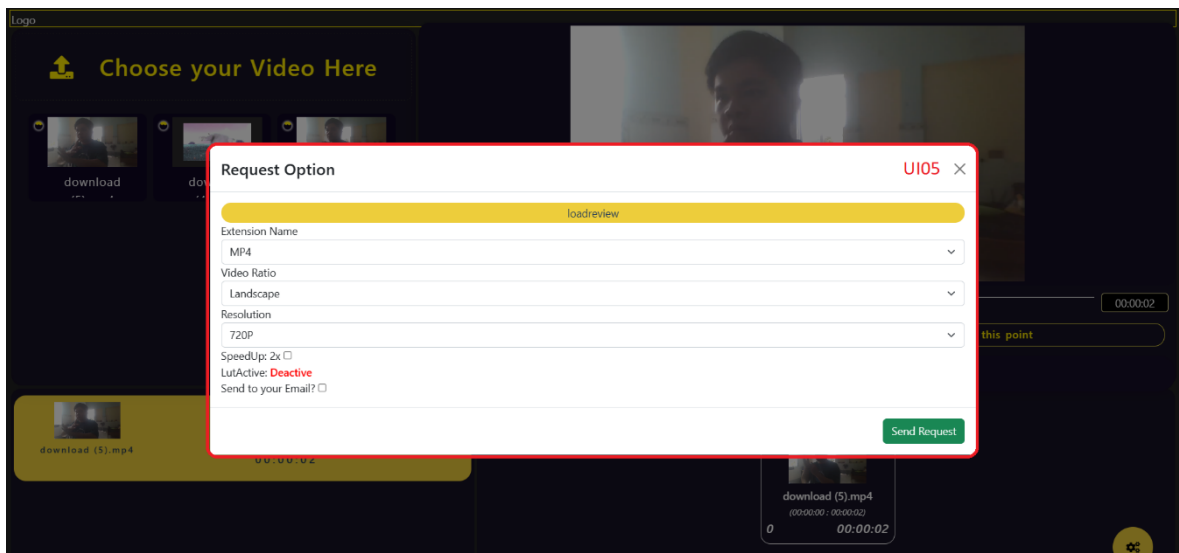 Logo
Choose your Video Here
download
dow
Request Option
UI05
loadreview
Extension Name
MP4
Video Ratio
Landscape
Resolution
720P
SpeedUp: 2x
LutActive: Deactive
Send to your Email?
Send Request
00:00:02
this point
download (5).mp4
00:00:02
download (5).mp4
(00:00:00 : 00:00:02)
0 00:00:02